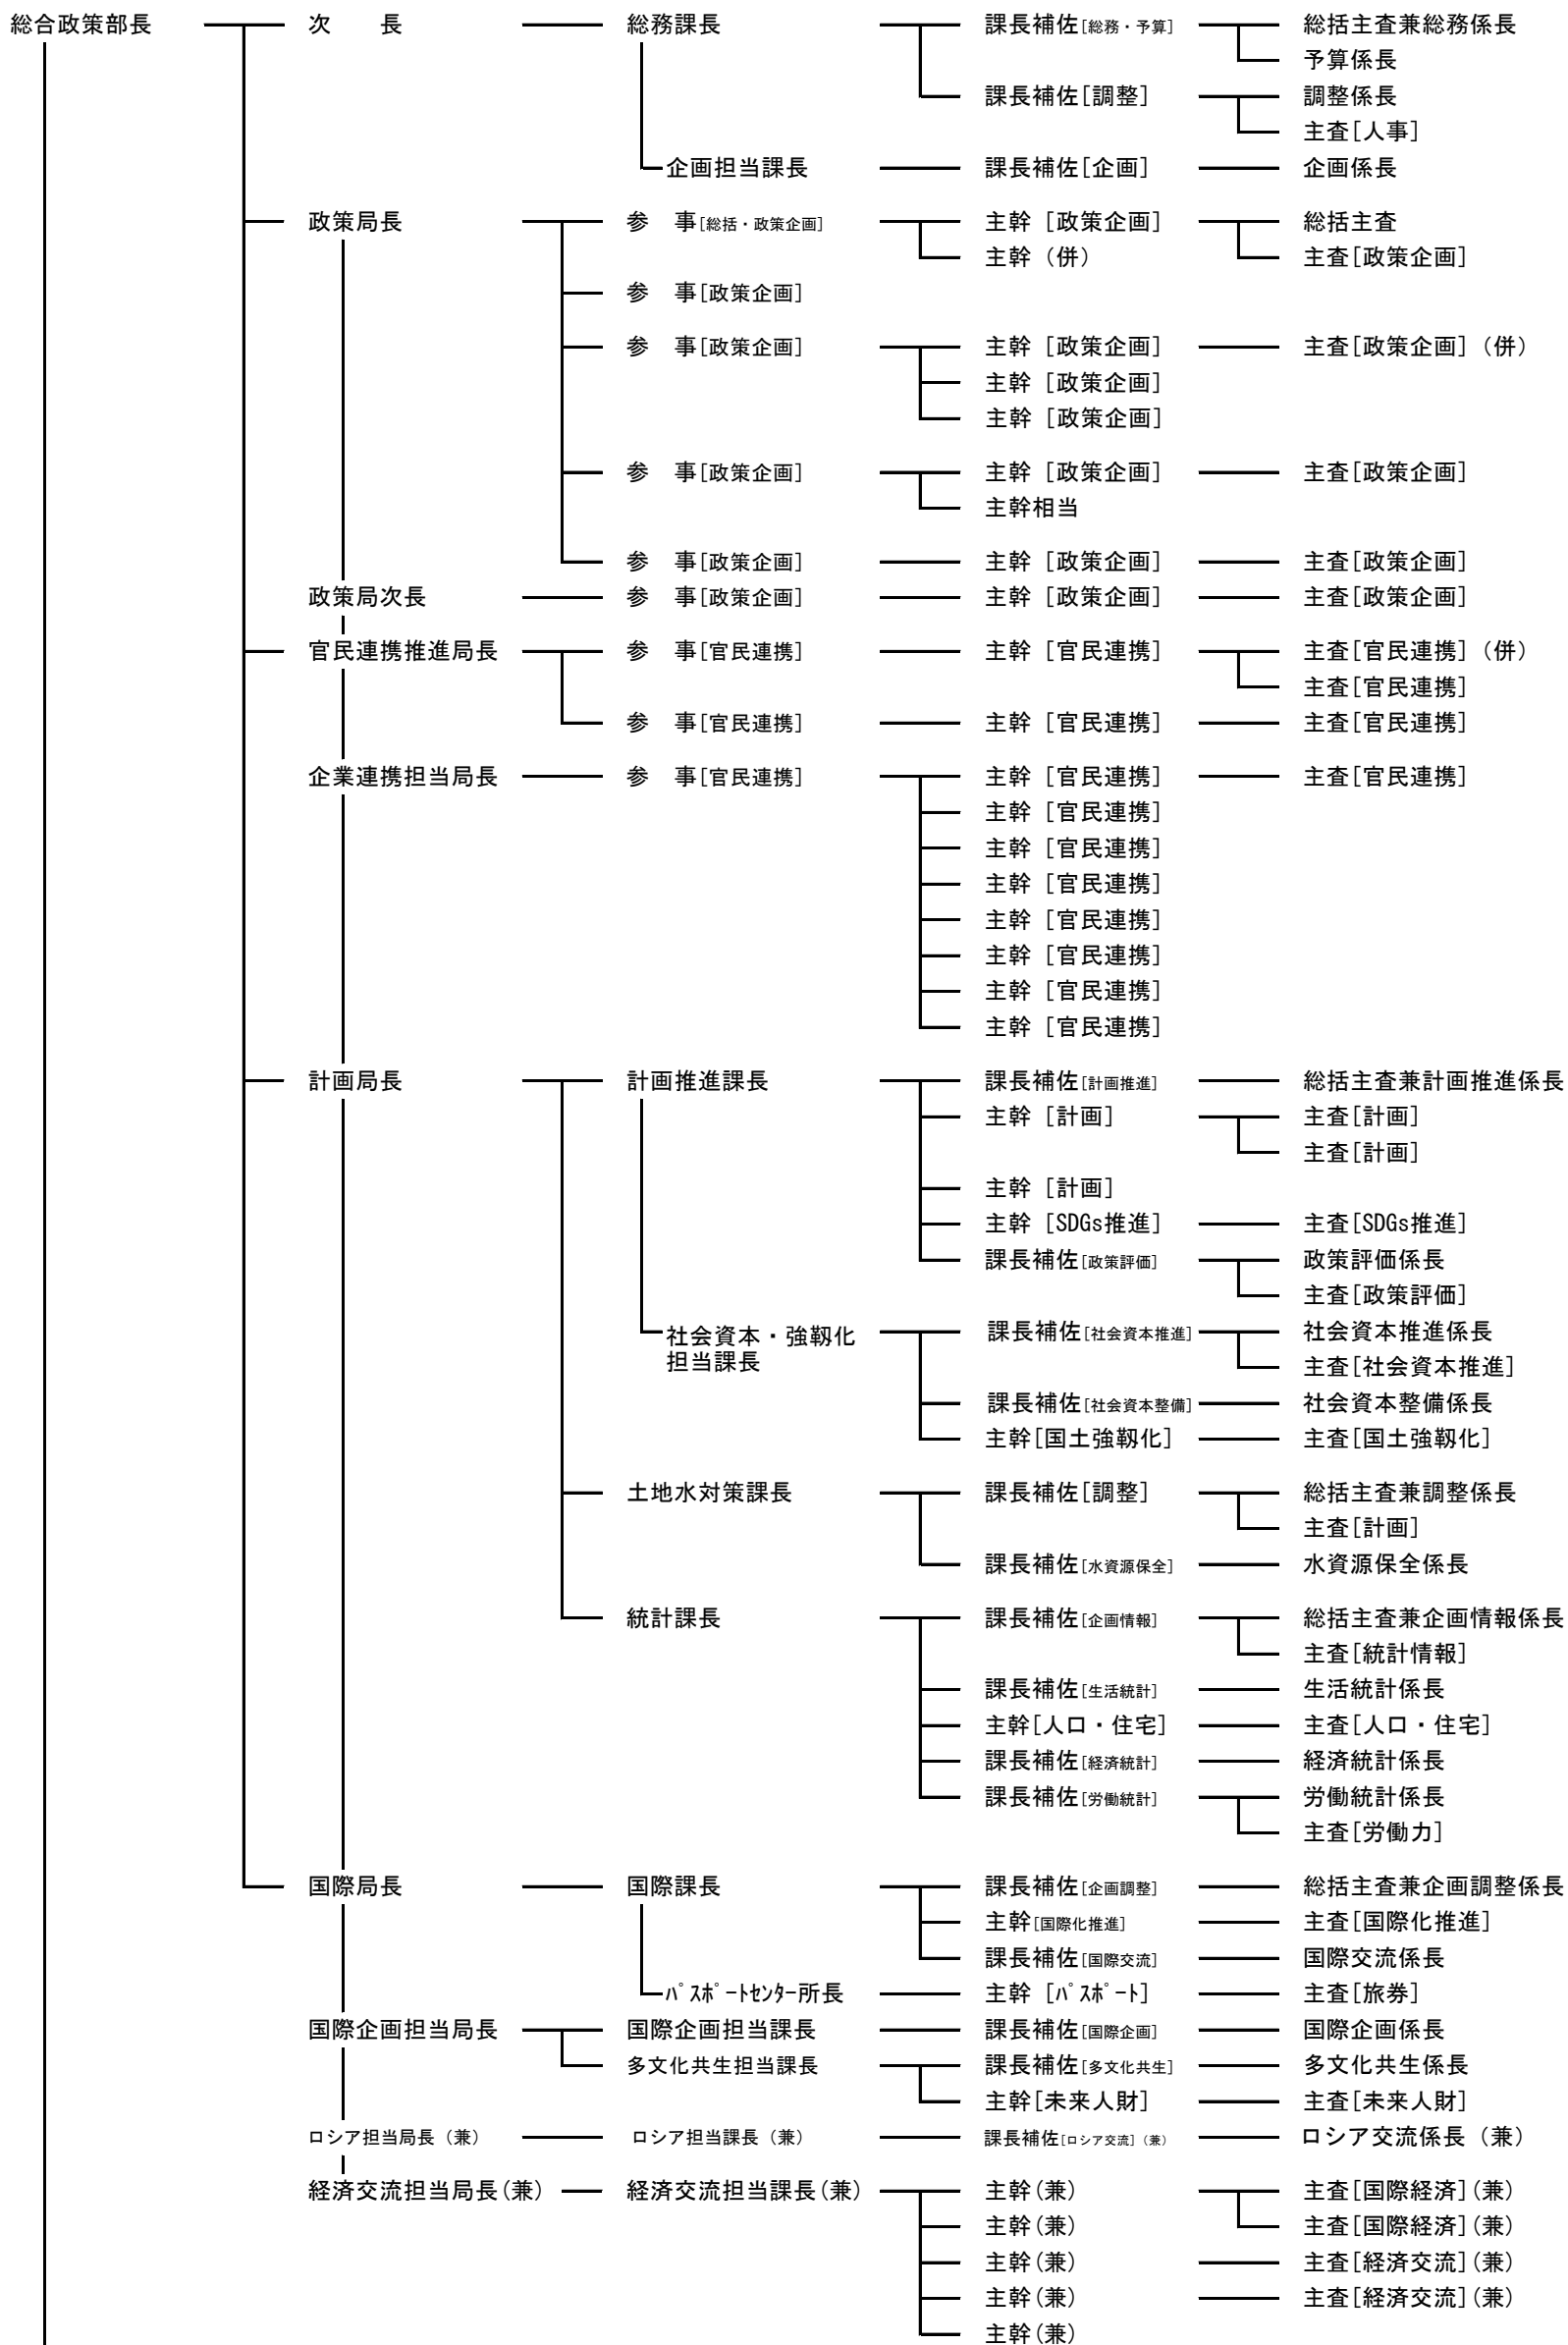 総合政策部長 次　　長 総務課長 課長補佐[総務・予算] 総括主査兼総務係長
予算係長
課長補佐[調整] 調整係長
主査[人事]
企画担当課長 課長補佐[企画] 企画係長
政策局長 参　事[総括・政策企画] 主幹 [政策企画] 総括主査
主幹（併） 主査[政策企画]
参　事[政策企画]
参　事[政策企画] 主幹 [政策企画] 主査[政策企画]（併）
主幹 [政策企画]
主幹 [政策企画]
参　事[政策企画] 主幹 [政策企画] 主査[政策企画]
主幹相当
参　事[政策企画] 主幹 [政策企画] 主査[政策企画]
政策局次長 参　事[政策企画] 主幹 [政策企画] 主査[政策企画]
官民連携推進局長 参　事[官民連携] 主幹 [官民連携] 主査[官民連携]（併）
主査[官民連携]
参　事[官民連携] 主幹 [官民連携] 主査[官民連携]
企業連携担当局長 参　事[官民連携] 主幹 [官民連携] 主査[官民連携]
主幹 [官民連携]
主幹 [官民連携]
主幹 [官民連携]
主幹 [官民連携]
主幹 [官民連携]
主幹 [官民連携]
主幹 [官民連携]
計画局長 計画推進課長 課長補佐[計画推進] 総括主査兼計画推進係長
主幹 [計画] 主査[計画]
主査[計画]
主幹 [計画]
主幹 [SDGs推進] 主査[SDGs推進]
課長補佐[政策評価] 政策評価係長
主査[政策評価]
社会資本・強靱化 課長補佐[社会資本推進] 社会資本推進係長
担当課長 主査[社会資本推進]
課長補佐[社会資本整備] 社会資本整備係長
主幹[国土強靱化] 主査[国土強靱化]
土地水対策課長 課長補佐[調整] 総括主査兼調整係長
主査[計画]
課長補佐[水資源保全] 水資源保全係長
統計課長 課長補佐[企画情報] 総括主査兼企画情報係長
主査[統計情報]
課長補佐[生活統計] 生活統計係長
主幹[人口・住宅] 主査[人口・住宅]
課長補佐[経済統計] 経済統計係長
課長補佐[労働統計] 労働統計係長
主査[労働力]
国際局長 国際課長 課長補佐[企画調整] 総括主査兼企画調整係長
主幹[国際化推進] 主査[国際化推進]
課長補佐[国際交流] 国際交流係長
ﾊﾟｽﾎﾟｰﾄｾﾝﾀｰ所長 主幹 [ﾊﾟｽﾎﾟｰﾄ] 主査[旅券]
国際企画担当局長 国際企画担当課長 課長補佐[国際企画] 国際企画係長
多文化共生担当課長 課長補佐[多文化共生] 多文化共生係長
主幹[未来人財] 主査[未来人財]
ロシア担当局長（兼） ロシア担当課長（兼） 課長補佐[ロシア交流]（兼） ロシア交流係長（兼）
経済交流担当局長(兼) 経済交流担当課長(兼) 主幹(兼) 主査[国際経済](兼)
主幹(兼) 主査[国際経済](兼)
主幹(兼) 主査[経済交流](兼)
主幹(兼) 主査[経済交流](兼)
主幹(兼)